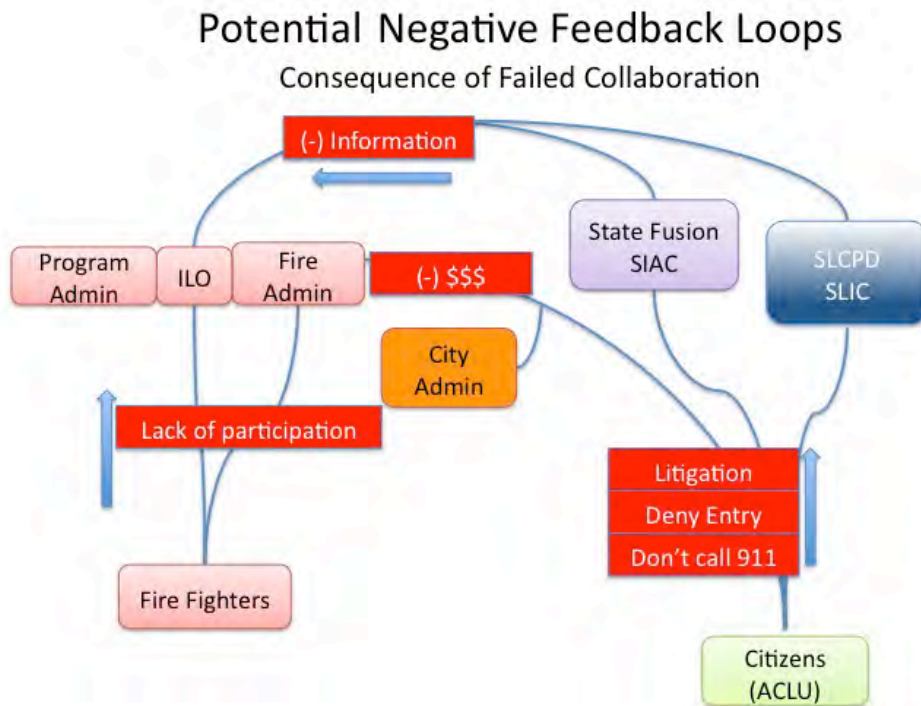 Potential Negative Feedback Loops
Consequence of Failed Collaboration
(-) Information
State Fusion
SIAC
SLCPD
SLIC
Program
Admin
ILO
Fire
Admin
(-) $$$
City
Admin
Lack of participation
Litigation
Deny Entry
Don't call 911
Fire Fighters
Citizens
(ACLU)